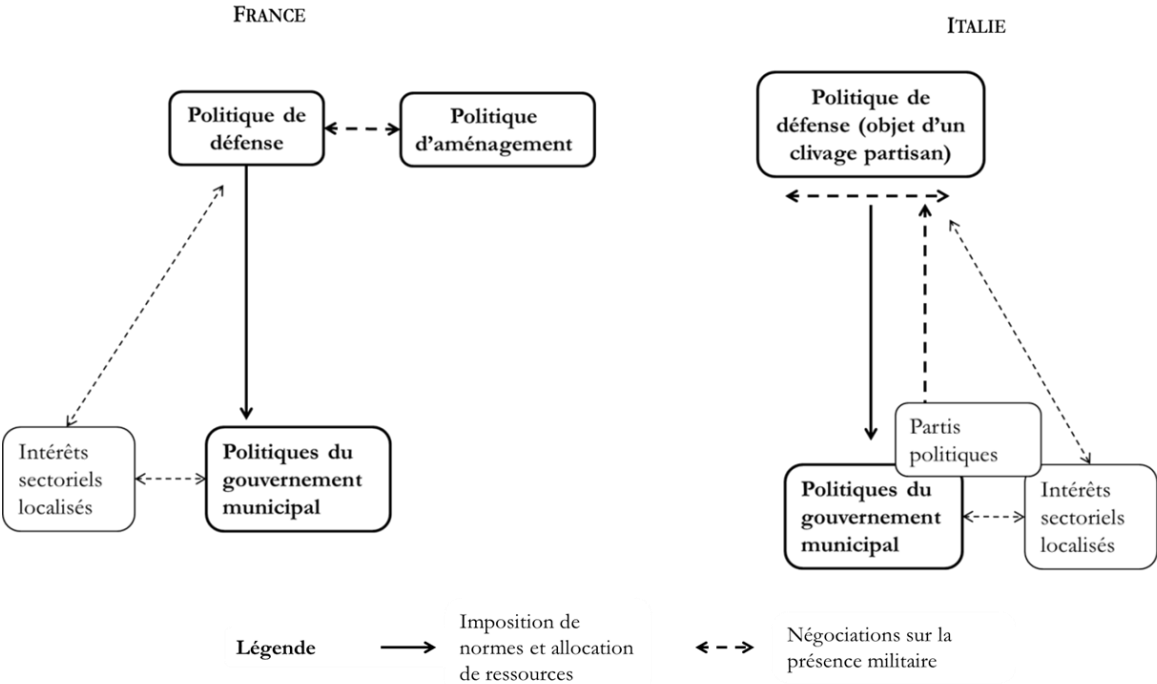 FRANCE
Politique de
défense
Politique
d'aménagement
Intérêts
sectoriels
localisés
Politiques du
gouvernement
municipal
ITALIE
Politique de
défense (objet d'un
clivage partisan)
Partis
politiques
Politiques du
gouvernement
municipal
Intérêts
sectoriels
localisés
Légende
Imposition de
normes et allocation
de ressources
Négociations sur la
présence militaire